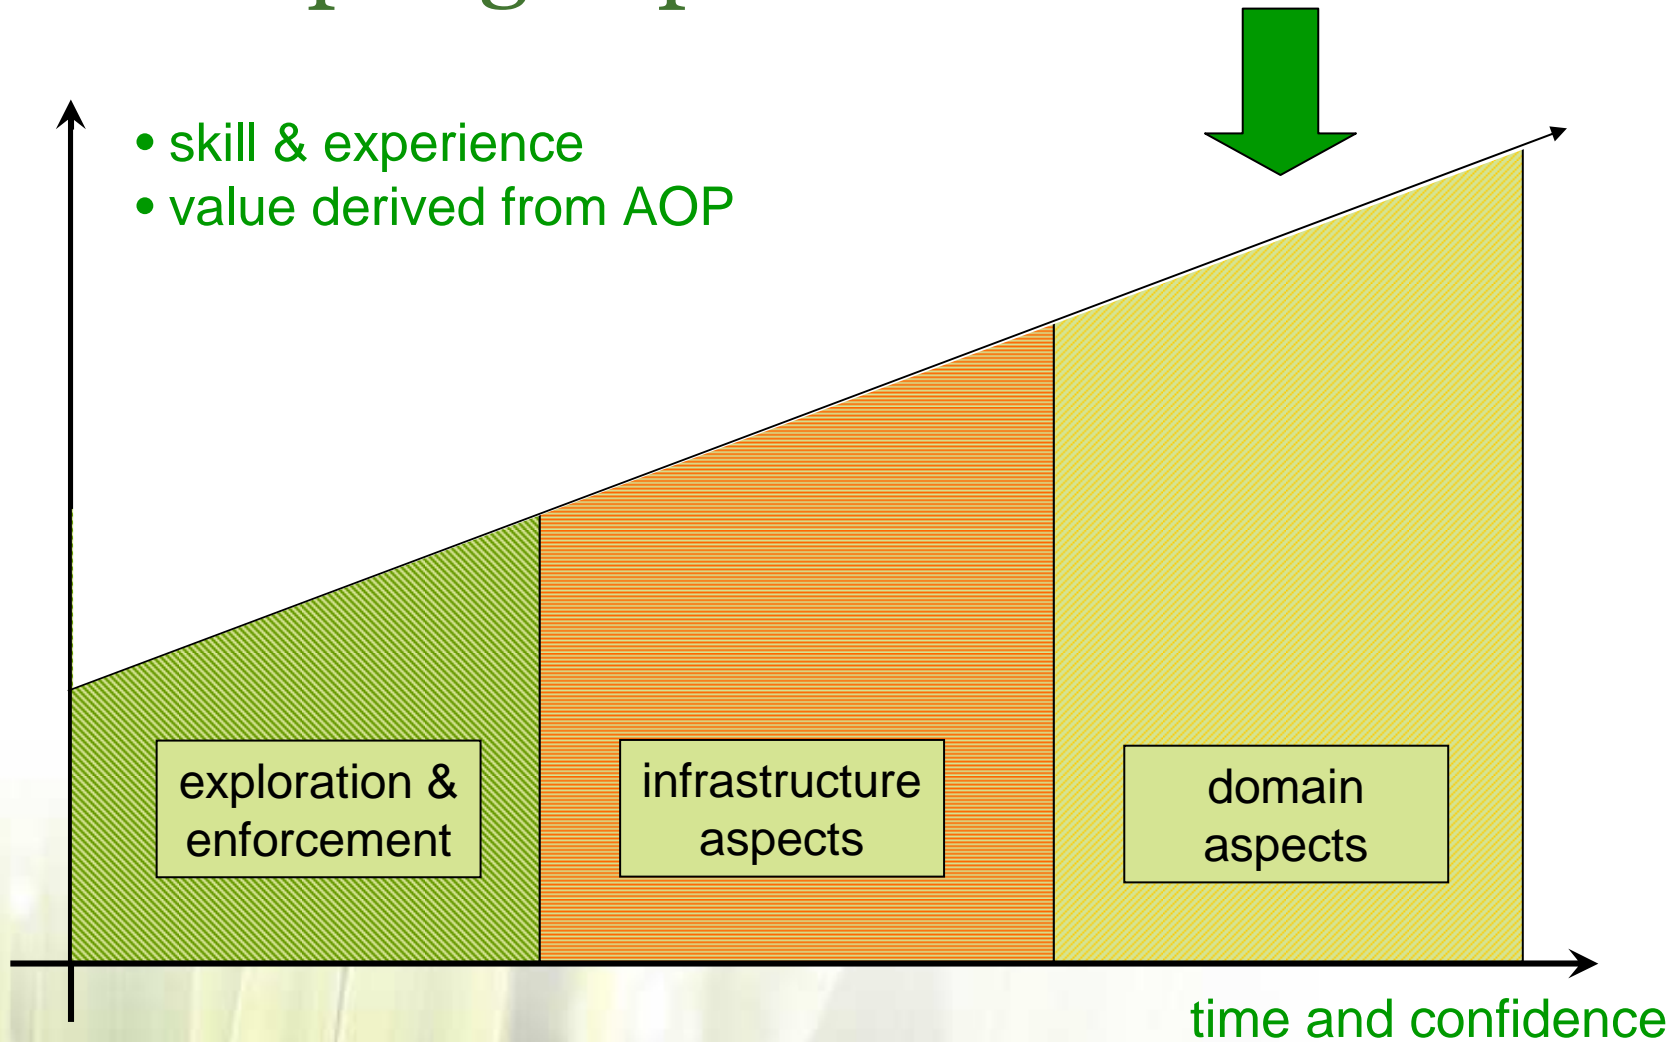 • skill & experience
• value derived from AOP
exploration &
enforcement
infrastructure
aspects
domain
aspects
time and confidence